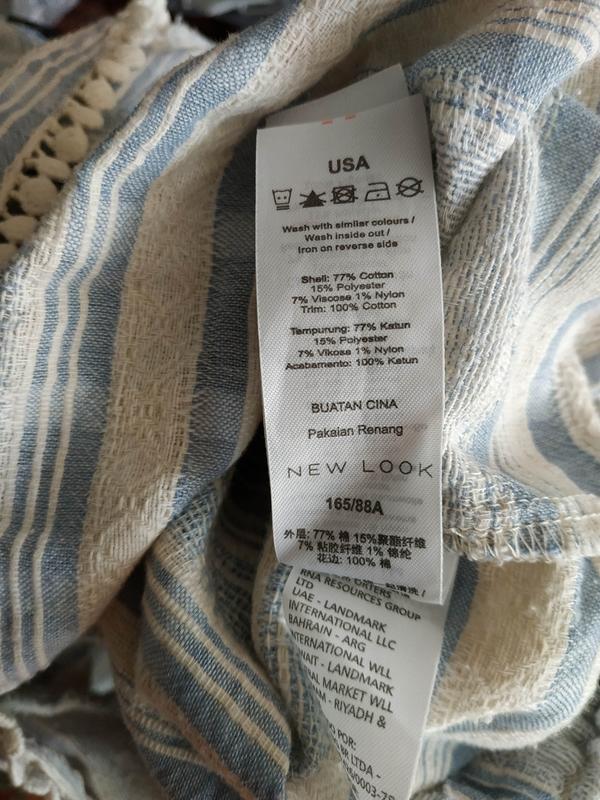 USA
Wash with similar colours /
Wash inside out /
Iron on reverse side
Shell: 77% Cotton
15% Polyester
7% Viscose 1% Nylon
Trim: 100% Cotton
Tempurung: 77% Katun
15% Polyester
7% Vikosa 1% Nylon
Acabamento: 100% Katun
BUATAN CINA
Pakaian Renang
NEW LOOK
165/88A
外层: 77% 棉 15%聚酯纤维
7% 粘胶纤维 1% 锦纶
花边: 100% 棉
RNA RESOURCES GROUP
LTD
UAE - LANDMARK
INTERNATIONAL LLC
BAHRAIN - ARG
INTERNATIONAL WLL
- LANDMARK
MARKET WLL
- RIYADH &
POR:
LTDA -